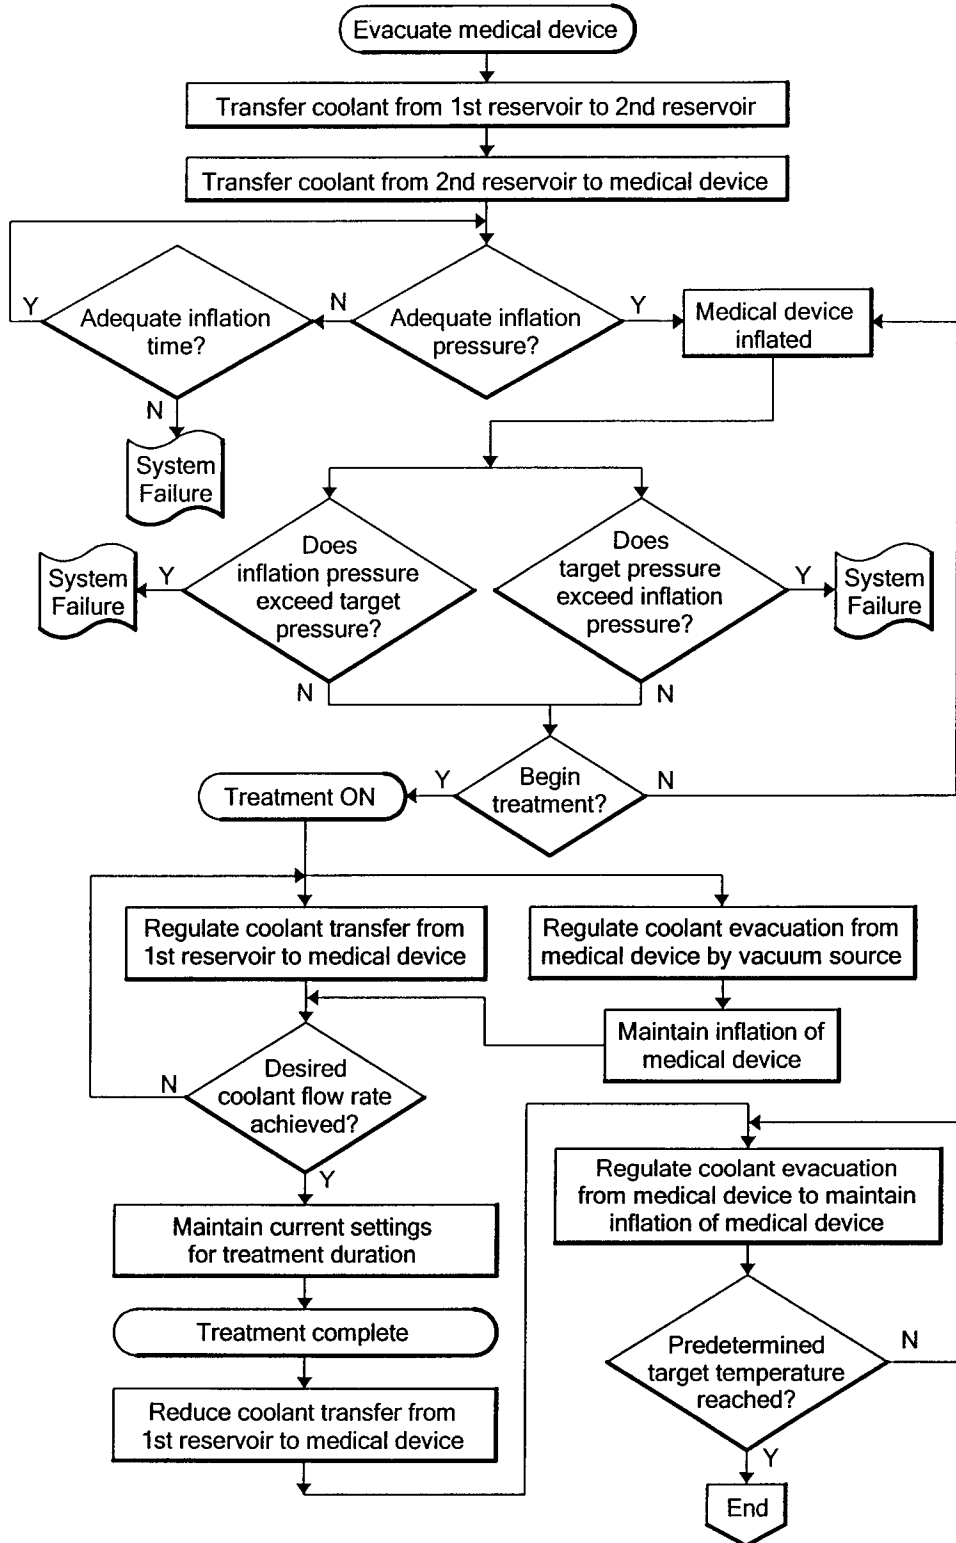 Evacuate medical device
Transfer coolant from 1st reservoir to 2nd reservoir
Transfer coolant from 2nd reservoir to medical device
Y
Adequate inflation
time?
N
Adequate inflation
pressure?
Y
Medical device
inflated
N
System
Failure
System
Failure
Y
Does
inflation pressure
exceed target
pressure?
Does
target pressure
exceed inflation
pressure?
Y
System
Failure
N
N
Treatment ON
Y
Begin
treatment?
N
Regulate coolant transfer from
1st reservoir to medical device
Regulate coolant evacuation from
medical device by vacuum source
Maintain inflation of
medical device
N
Desired
coolant flow rate
achieved?
Y
Maintain current settings
for treatment duration
Treatment complete
Reduce coolant transfer from
1st reservoir to medical device
Regulate coolant evacuation
from medical device to maintain
inflation of medical device
Predetermined
target temperature
reached?
N
Y
End